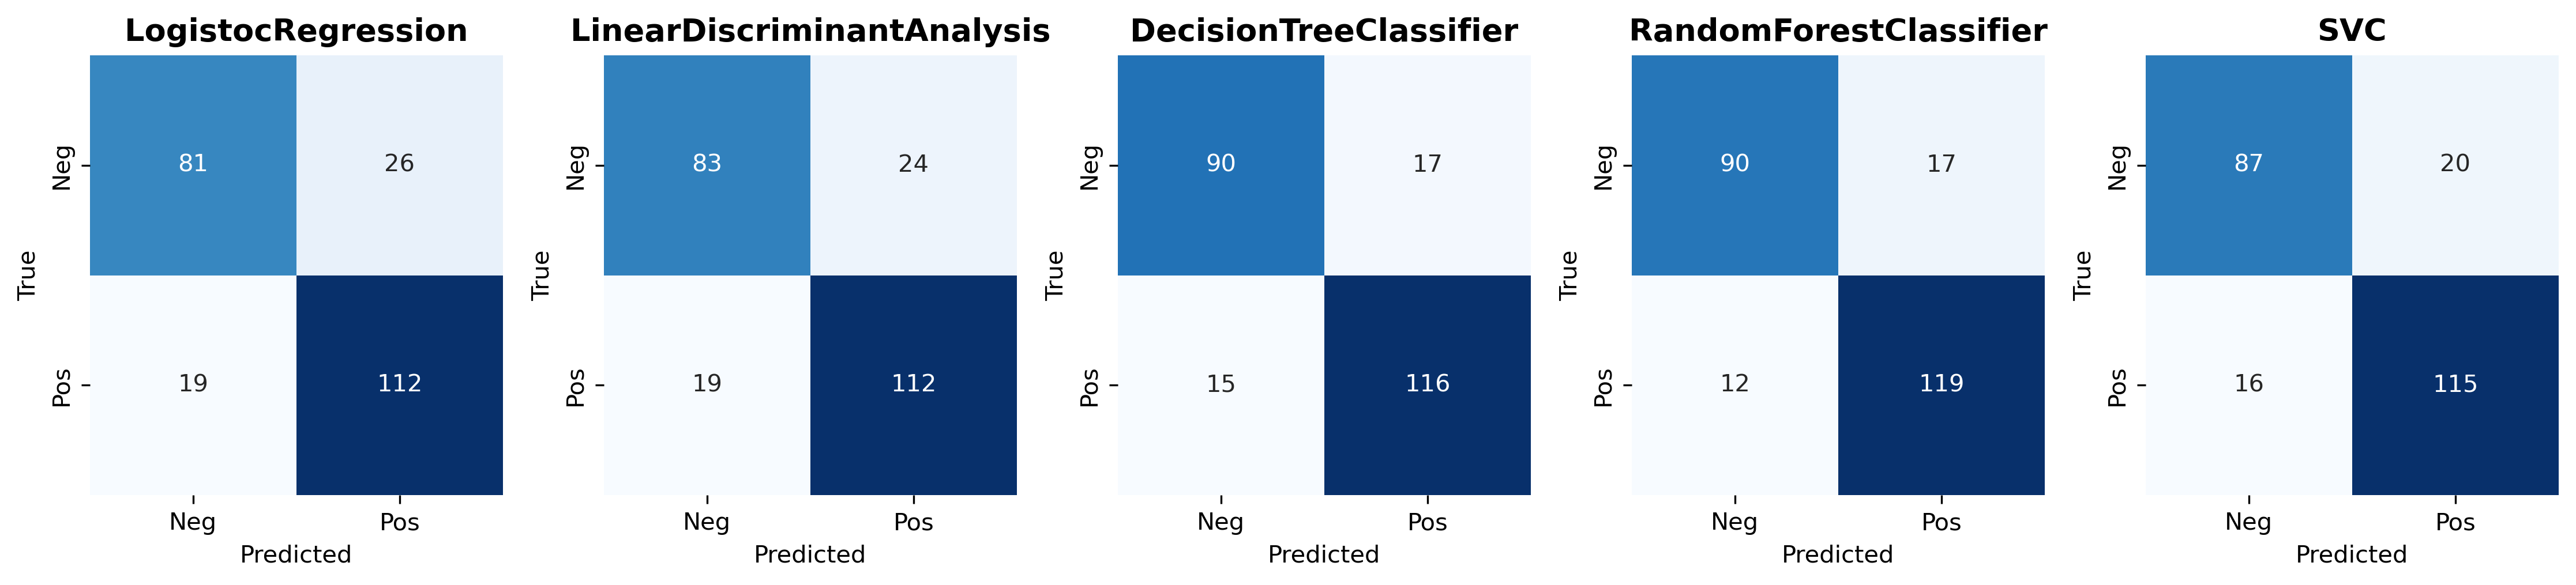 LogistocRegression
True
Neg
Pos
81
26
19
112
Neg
Pos
Predicted
LinearDiscriminantAnalysis
True
Neg
Pos
83
24
19
112
Neg
Pos
Predicted
DecisionTreeClassifier
True
Neg
Pos
90
17
15
116
Neg
Pos
Predicted
RandomForestClassifier
True
Neg
Pos
90
17
12
119
Neg
Pos
Predicted
SVC
True
Neg
Pos
87
20
16
115
Neg
Pos
Predicted